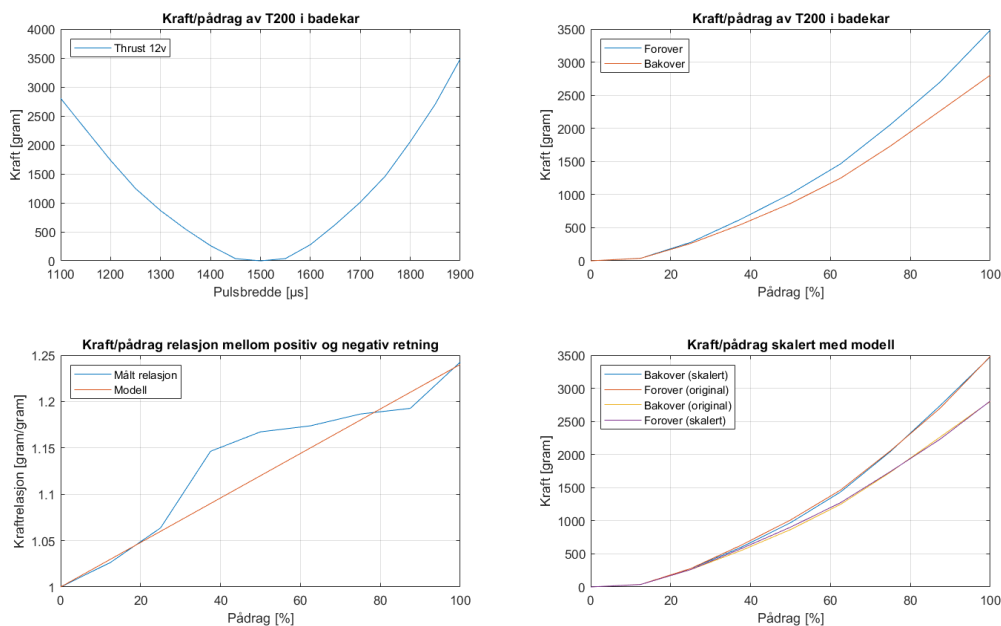 Kraft/pådrag av T200 i badekar
Thrust 12v
Kraft [gram]
4000
3500
3000
2500
2000
1500
1000
500
0
1100 1200 1300 1400 1500 1600 1700 1800 1900
Pulsbredde [µs]
Kraft/pådrag av T200 i badekar
Forover
Bakover
Kraft [gram]
3500
3000
2500
2000
1500
1000
500
0
0 20 40 60 80 100
Pådrag [%]
Kraft/pådrag relasjon mellom positiv og negativ retning
Målt relasjon
Modell
Kraftrelasjon [gram/gram]
1.25
1.2
1.15
1.1
1.05
1
0 20 40 60 80 100
Pådrag [%]
Kraft/pådrag skalert med modell
Bakover (skalert)
Forover (original)
Bakover (original)
Forover (skalert)
Kraft [gram]
3500
3000
2500
2000
1500
1000
500
0
0 20 40 60 80 100
Pådrag [%]